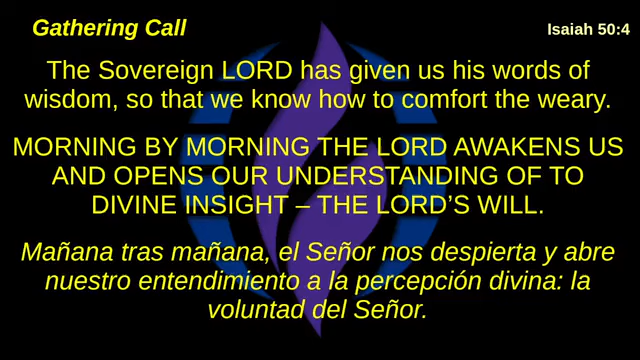 Gathering Call
Isaiah 50:4
The Sovereign LORD has given us his words of
wisdom, so that we know how to comfort the weary.
MORNING BY MORNING THE LORD AWAKENS US
AND OPENS OUR UNDERSTANDING OF TO
DIVINE INSIGHT – THE LORD’S WILL.
Mañana tras mañana, el Señor nos despierta y abre
nuestro entendimiento a la percepción divina: la
voluntad del Señor.